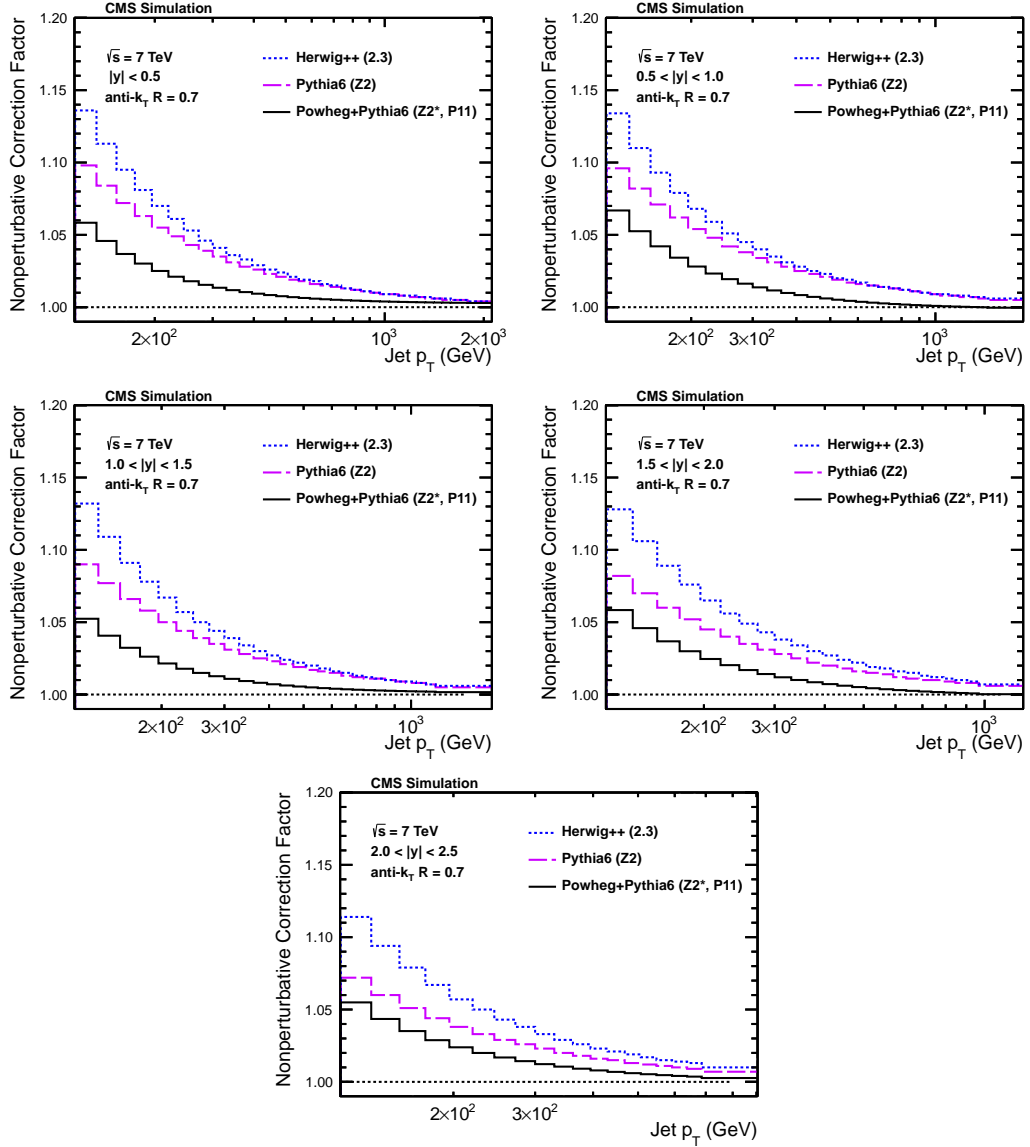 CMS Simulation
Nonperturbative Correction Factor
1.20
1.15
1.10
1.05
1.00
√s = 7 TeV
|y| < 0.5
anti-k_T R = 0.7
Herwig++ (2.3)
Pythia6 (Z2)
Powheg+Pythia6 (Z2*, P11)
2×10² 10³ 2×10³
Jet p_T (GeV)
CMS Simulation
Nonperturbative Correction Factor
1.20
1.15
1.10
1.05
1.00
√s = 7 TeV
0.5 < |y| < 1.0
anti-k_T R = 0.7
Herwig++ (2.3)
Pythia6 (Z2)
Powheg+Pythia6 (Z2*, P11)
2×10² 3×10² 10³
Jet p_T (GeV)
CMS Simulation
Nonperturbative Correction Factor
1.20
1.15
1.10
1.05
1.00
√s = 7 TeV
1.0 < |y| < 1.5
anti-k_T R = 0.7
Herwig++ (2.3)
Pythia6 (Z2)
Powheg+Pythia6 (Z2*, P11)
2×10² 3×10² 10³
Jet p_T (GeV)
CMS Simulation
Nonperturbative Correction Factor
1.20
1.15
1.10
1.05
1.00
√s = 7 TeV
1.5 < |y| < 2.0
anti-k_T R = 0.7
Herwig++ (2.3)
Pythia6 (Z2)
Powheg+Pythia6 (Z2*, P11)
2×10² 3×10² 10³
Jet p_T (GeV)
CMS Simulation
Nonperturbative Correction Factor
1.20
1.15
1.10
1.05
1.00
√s = 7 TeV
2.0 < |y| < 2.5
anti-k_T R = 0.7
Herwig++ (2.3)
Pythia6 (Z2)
Powheg+Pythia6 (Z2*, P11)
2×10² 3×10²
Jet p_T (GeV)